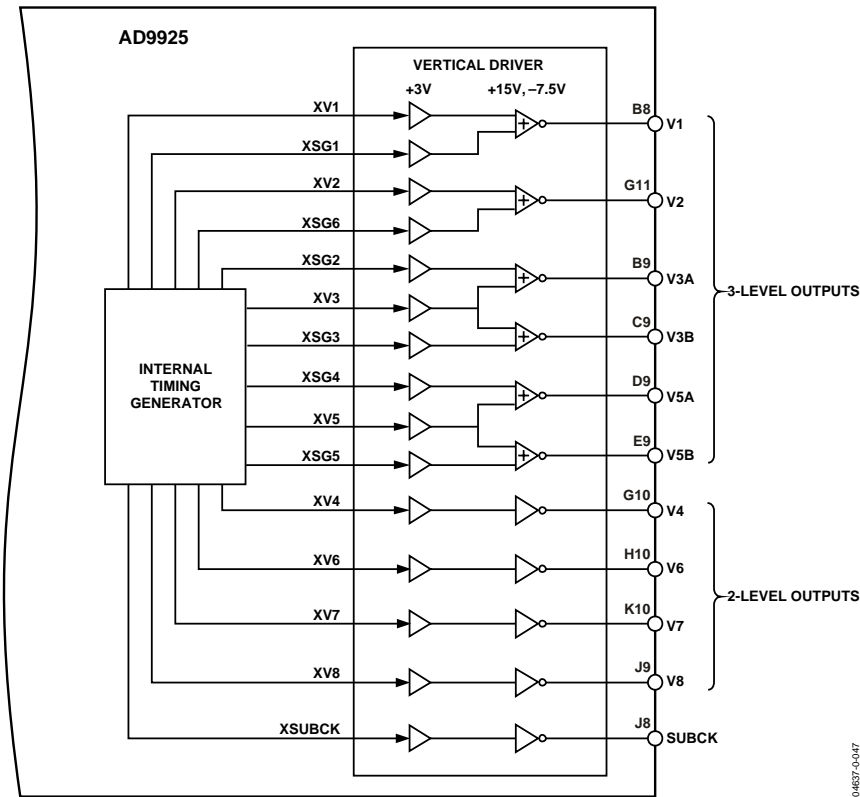 AD9925
VERTICAL DRIVER
+3V +15V, –7.5V
XV1
B8
V1
XSG1
XV2
G11
V2
XSG6
XSG2
B9
V3A
3-LEVEL OUTPUTS
XV3
C9
V3B
XSG3
INTERNAL
TIMING
GENERATOR
XSG4
D9
V5A
XV5
E9
V5B
XSG5
XV4
G10
V4
XV6
H10
V6
2-LEVEL OUTPUTS
XV7
K10
V7
XV8
J9
V8
XSUBCK
J8
SUBCK
04637-0-047